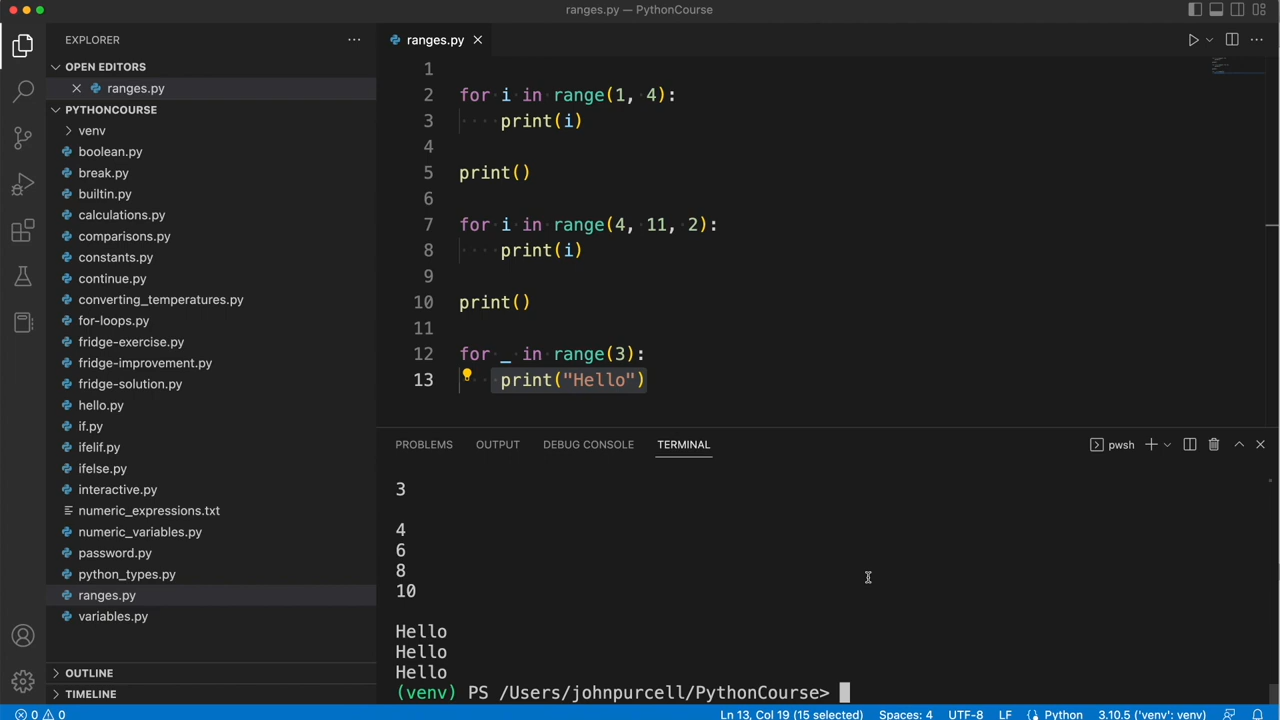 ranges.py — PythonCourse
EXPLORER
OPEN EDITORS
ranges.py
PYTHONCOURSE
venv
boolean.py
break.py
builtin.py
calculations.py
comparisons.py
constants.py
continue.py
converting_temperatures.py
for-loops.py
fridge-exercise.py
fridge-improvement.py
fridge-solution.py
hello.py
if.py
ifelif.py
ifelse.py
interactive.py
numeric_expressions.txt
numeric_variables.py
password.py
python_types.py
ranges.py
variables.py
OUTLINE
TIMELINE
ranges.py
1
2 for i in range(1, 4):
3 print(i)
4
5 print()
6
7 for i in range(4, 11, 2):
8 print(i)
9
10 print()
11
12 for _ in range(3):
13 print("Hello")
PROBLEMS OUTPUT DEBUG CONSOLE TERMINAL pwsh
3
4
6
8
10
Hello
Hello
Hello
(venv) PS /Users/johnpurcell/PythonCourse>
0 0 Ln 13, Col 19 (15 selected) Spaces: 4 UTF-8 LF Python 3.10.5 ('venv': venv)